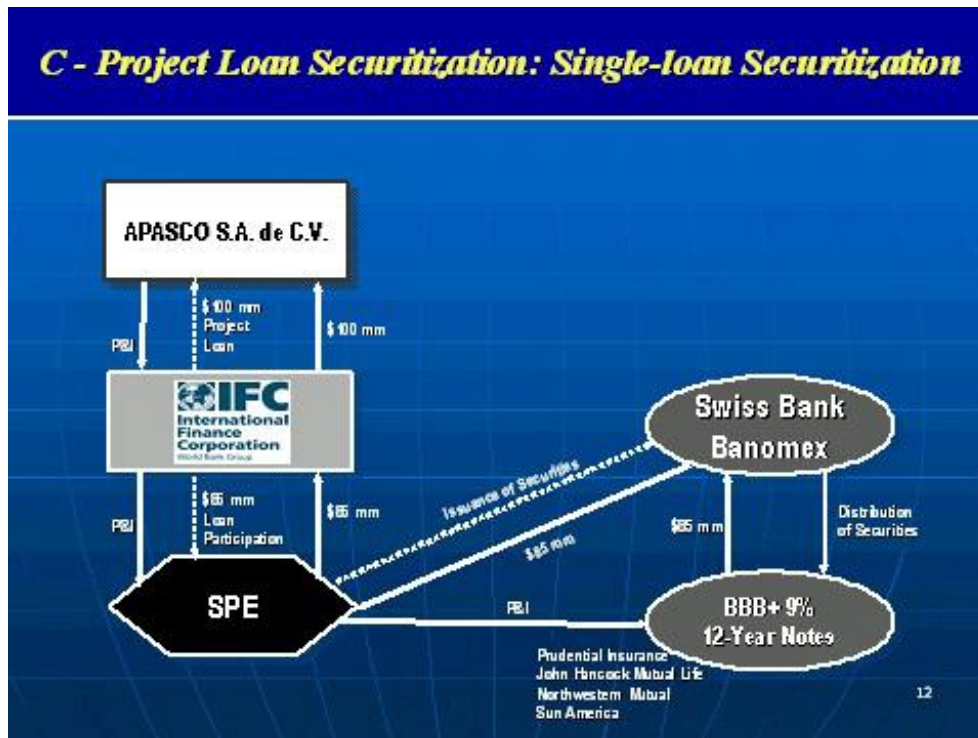 C - Project Loan Securitization: Single-loan Securitization
APASCO S.A. de C.V.
P&I
$100 mm
Project
Loan
$100 mm
IFC
International
Finance
Corporation
World Bank Group
Swiss Bank
Banomex
P&I
$85 mm
Loan
Participation
$85 mm
Issuance of Securities
$85 mm
$85 mm
Distribution
of Securities
SPE
P&I
BBB+ 9%
12-Year Notes
Prudential Insurance
John Hancock Mutual Life
Northwestern Mutual
Sun America
12